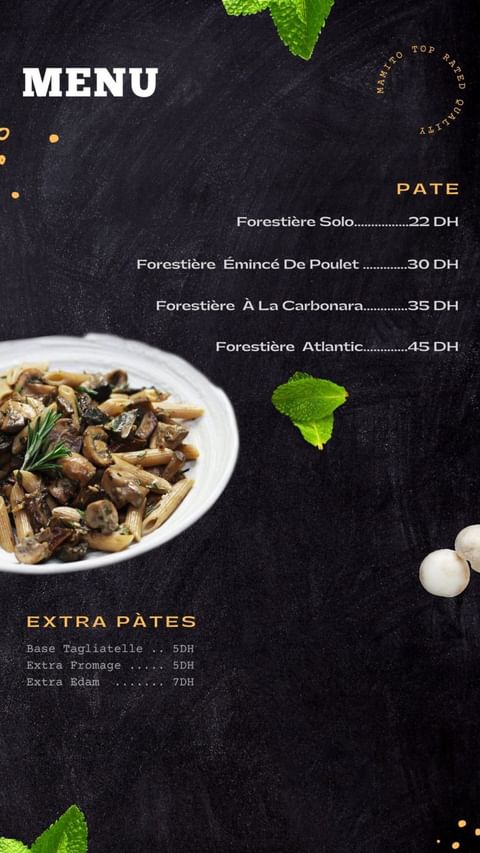 MENU
MAMITO TOP RATED QUALITY
PATE
Forestière Solo................22 DH
Forestière Émincé De Poulet .............30 DH
Forestière À La Carbonara.............35 DH
Forestière Atlantic.............45 DH
EXTRA PÀTES
Base Tagliatelle .. 5DH
Extra Fromage ..... 5DH
Extra Edam ....... 7DH